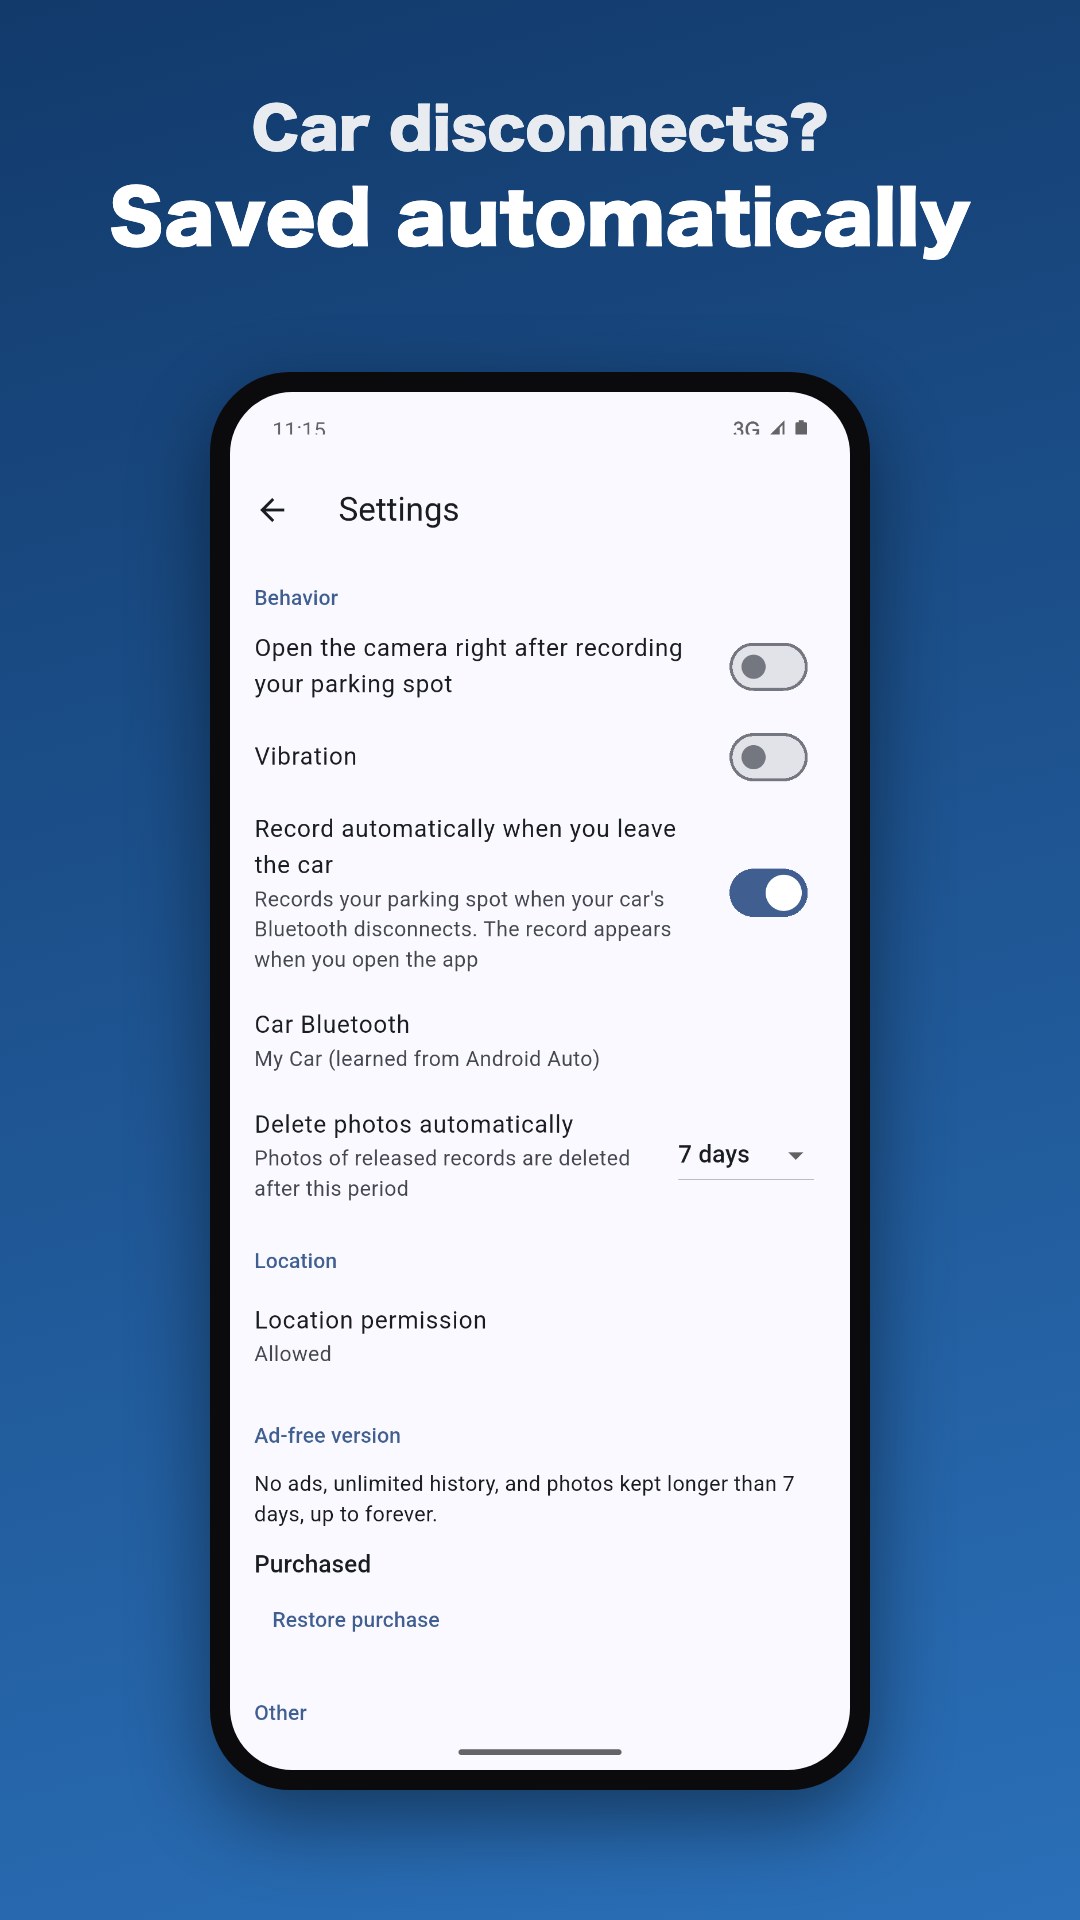 Car disconnects?
Saved automatically
11:15
3G
Settings
Behavior
Open the camera right after recording
your parking spot
Vibration
Record automatically when you leave
the car
Records your parking spot when your car's
Bluetooth disconnects. The record appears
when you open the app
Car Bluetooth
My Car (learned from Android Auto)
Delete photos automatically
Photos of released records are deleted
after this period
7 days
Location
Location permission
Allowed
Ad-free version
No ads, unlimited history, and photos kept longer than 7
days, up to forever.
Purchased
Restore purchase
Other